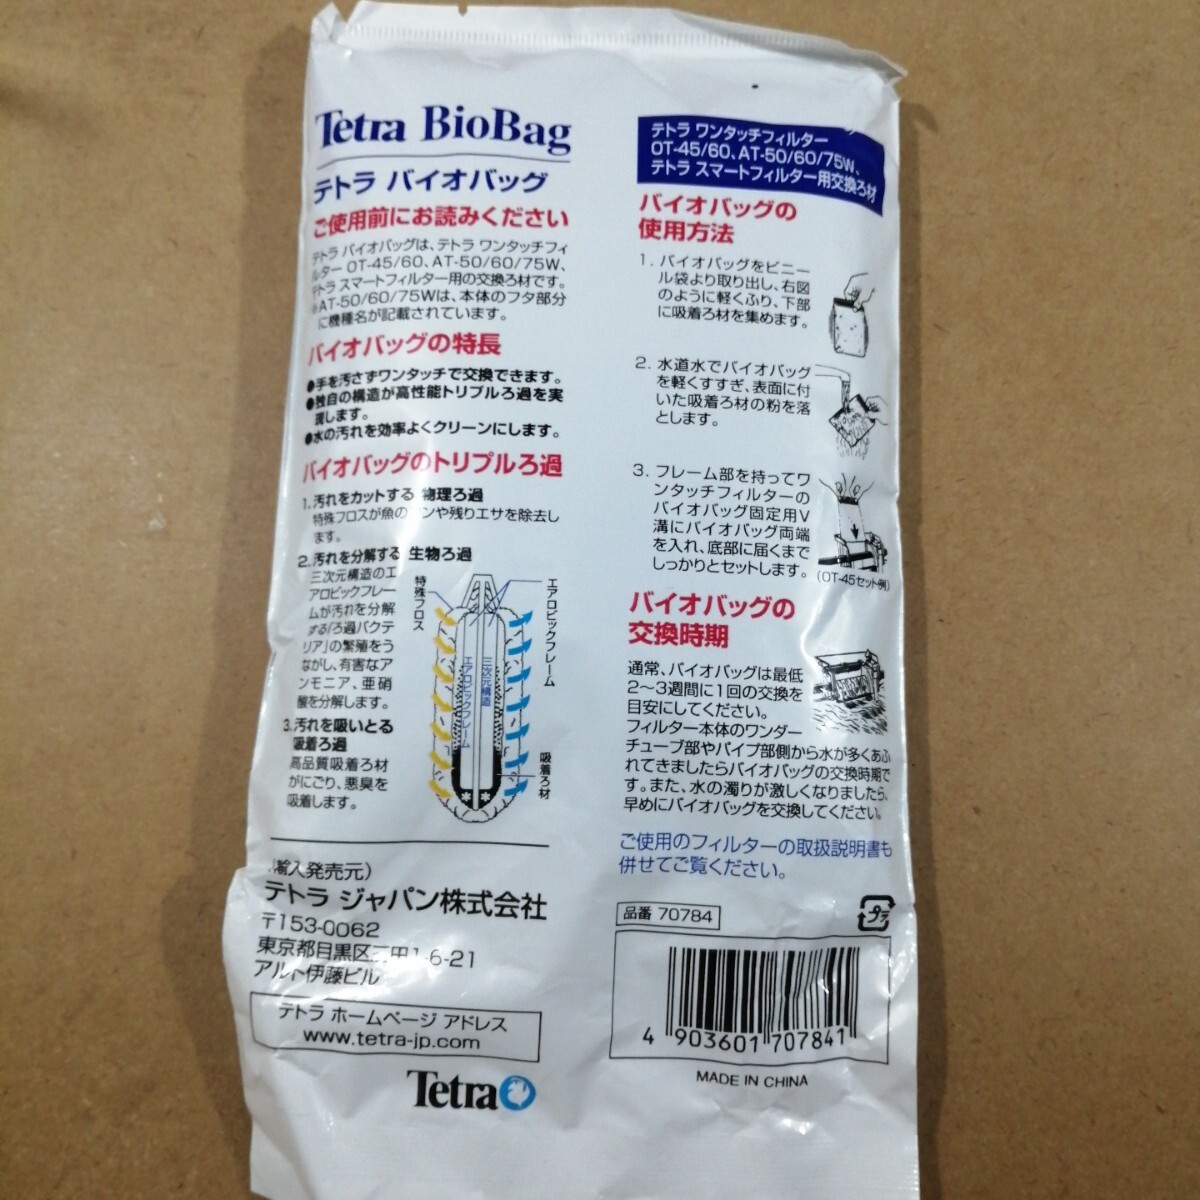 Tetra BioBag
テトラ バイオバッグ
ご使用前にお読みください
テトラ バイオバッグは、テトラ ワンタッチフィ
ルター OT-45/60、AT-50/60/75W、
テトラ スマートフィルター用の交換ろ材です。
※AT-50/60/75Wは、本体のフタ部分
に機種名が記載されています。
バイオバッグの特長
●手を汚さずワンタッチで交換できます。
●独自の構造が高性能トリプルろ過を実
現します。
●水の汚れを効率よくクリーンにします。
バイオバッグのトリプルろ過
1. 汚れをカットする 物理ろ過
特殊フロスが魚の ンや残りエサを除去し
ます。
2. 汚れを分解する 生物ろ過
三次元構造のエ
アロビックフレー
ムが汚れを分解
する「ろ過バクテ
リア」の繁殖をう
ながし、有害なア
ンモニア、亜硝
酸を分解します。
3. 汚れを吸いとる
吸着ろ過
高品質吸着ろ材
がにごり、悪臭を
吸着します。
特殊フロス
エアロビックフレーム
三次元構造
エアロビックフレーム
吸着ろ材
(輸入発売元)
テトラ ジャパン株式会社
〒153-0062
東京都目黒区三田1-6-21
アルト伊藤ビル
テトラ ホームページ アドレス
www.tetra-jp.com
Tetra
テトラ ワンタッチフィルター
OT-45/60、AT-50/60/75W、
テトラ スマートフィルター用交換ろ材
バイオバッグの
使用方法
1. バイオバッグをビニー
ル袋より取り出し、右図
のように軽くふり、下部
に吸着ろ材を集めます。
2. 水道水でバイオバッグ
を軽くすすぎ、表面に付
いた吸着ろ材の粉を落
とします。
3. フレーム部を持ってワ
ンタッチフィルターの
バイオバッグ固定用V
溝にバイオバッグ両端
を入れ、底部に届くまで
しっかりとセットします。
(OT-45セット例)
バイオバッグの
交換時期
通常、バイオバッグは最低
2〜3週間に1回の交換を
目安にしてください。
フィルター本体のワンダー
チューブ部やパイプ部側から水が多くあふ
れてきましたらバイオバッグの交換時期で
す。また、水の濁りが激しくなりましたら、
早めにバイオバッグを交換してください。
ご使用のフィルターの取扱説明書も
併せてご覧ください。
品番 70784
プラ
4 903601 707841
MADE IN CHINA